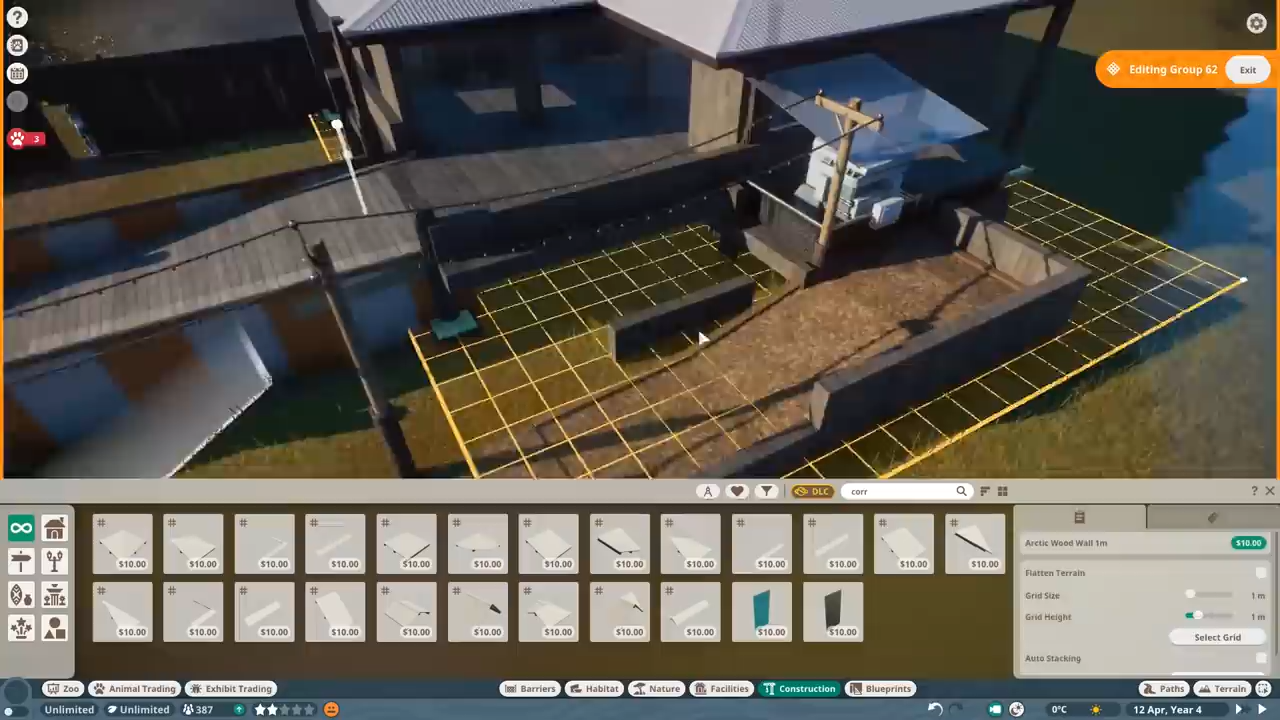 ?
Editing Group 62
Exit
3
DLC
corr
?
$10.00 $10.00 $10.00 $10.00 $10.00 $10.00 $10.00 $10.00 $10.00 $10.00 $10.00 $10.00 $10.00
$10.00 $10.00 $10.00 $10.00 $10.00 $10.00 $10.00 $10.00 $10.00 $10.00 $10.00
Arctic Wood Wall 1m $10.00
Flatten Terrain
Grid Size 1 m
Grid Height 1 m
Select Grid
Auto Stacking
Zoo Animal Trading Exhibit Trading Barriers Habitat Nature Facilities Construction Blueprints Paths Terrain
Unlimited Unlimited 387 0°C 12 Apr, Year 4